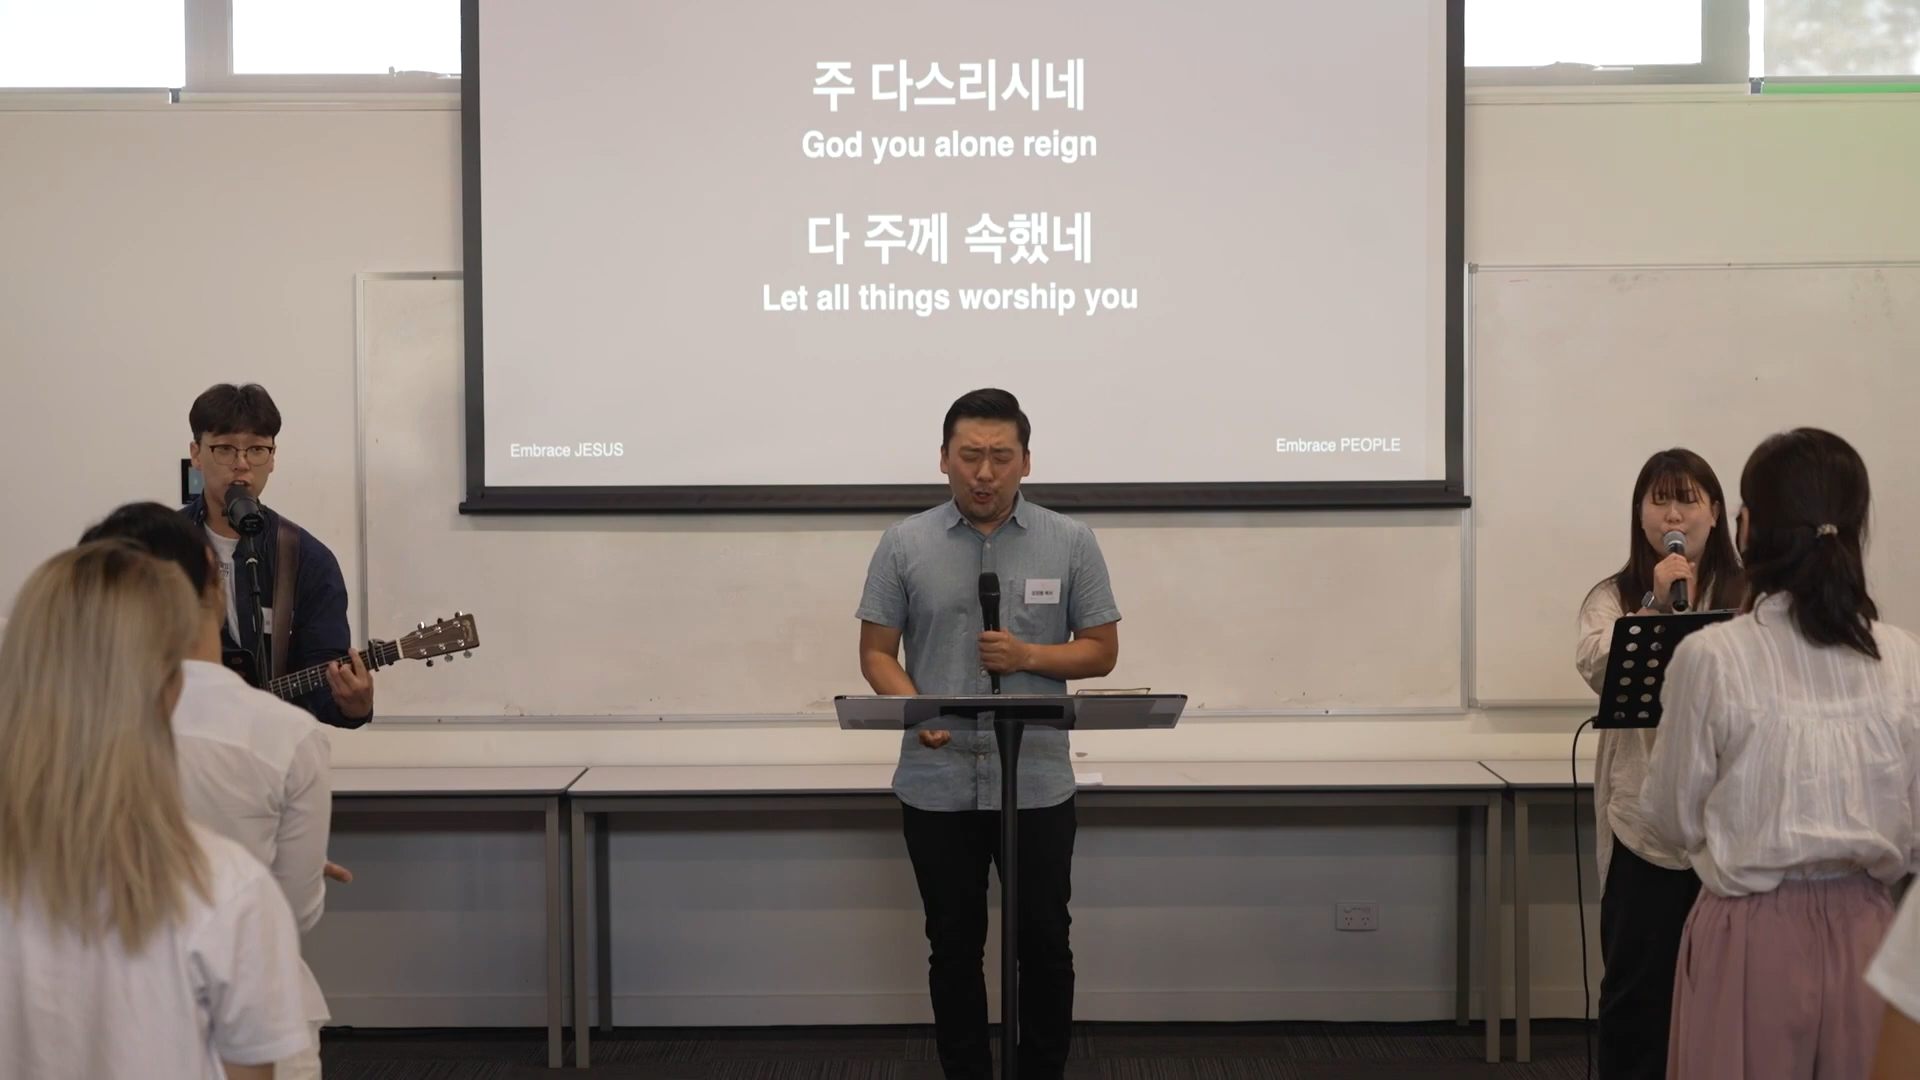 주 다스리시네
God you alone reign
다 주께 속했네
Let all things worship you
Embrace JESUS
Embrace PEOPLE